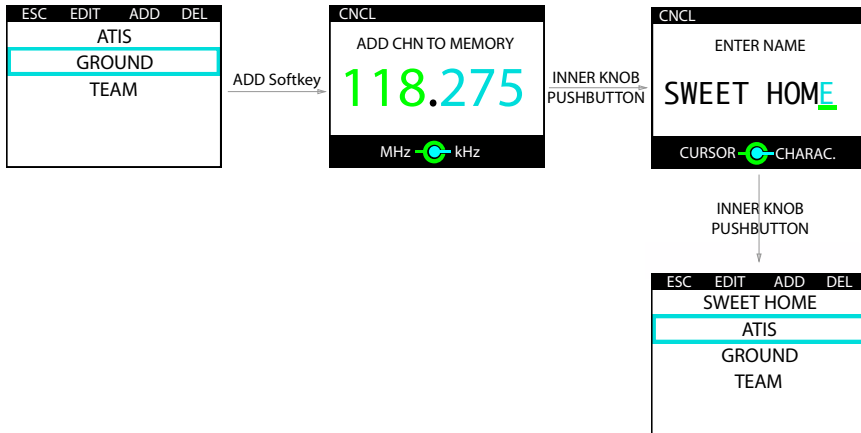 ESC EDIT ADD DEL
ATIS
GROUND
TEAM
ADD Softkey
CNCL
ADD CHN TO MEMORY
118.275
MHz kHz
INNER KNOB
PUSHBUTTON
CNCL
ENTER NAME
SWEET HOME
CURSOR CHARAC.
INNER KNOB
PUSHBUTTON
ESC EDIT ADD DEL
SWEET HOME
ATIS
GROUND
TEAM